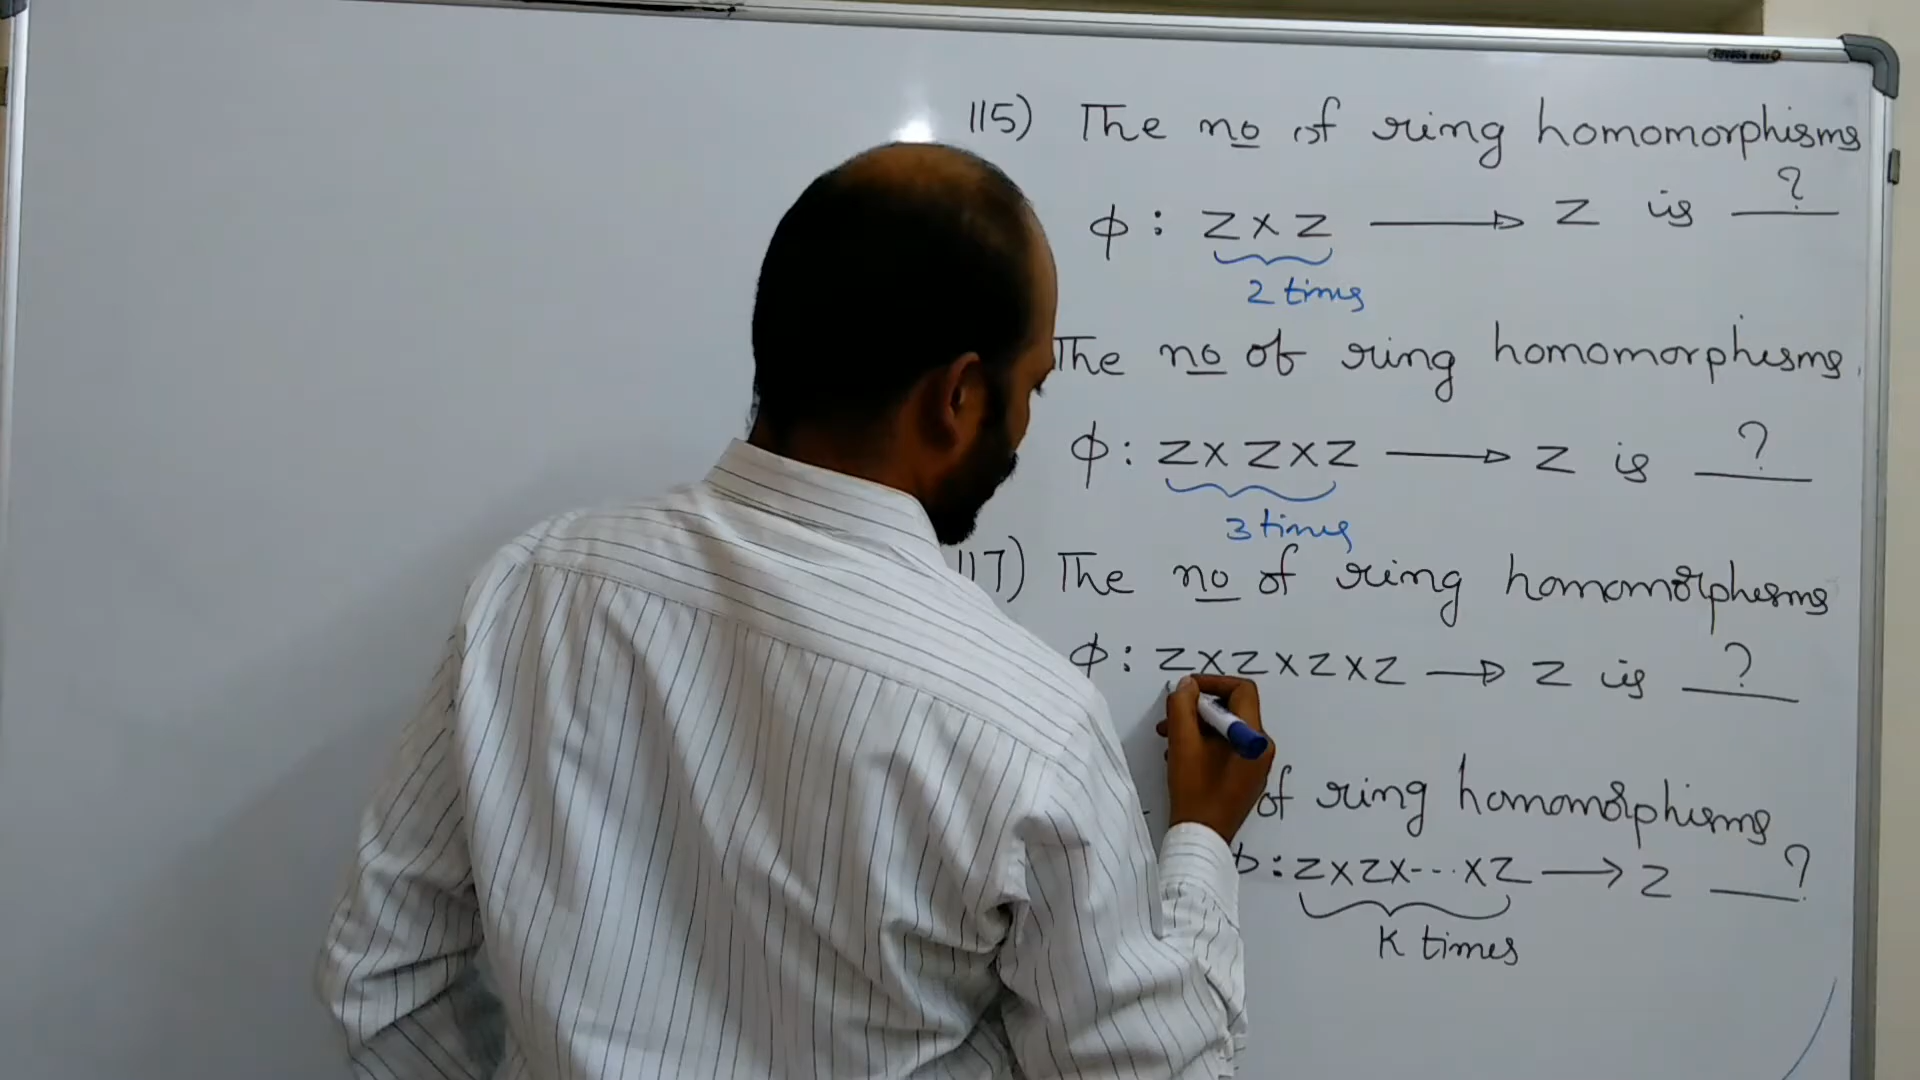 115) The no of ring homomorphisms
ϕ : Z x Z ⟶ Z is ?
2 times
The no of ring homomorphisms.
ϕ : Z x Z x Z ⟶ Z is ?
3 times
117) The no of ring homomorphisms
ϕ : Z x Z x Z x Z ⟶ Z is ?
of ring homomorphisms
: Z x Z x --- x Z ⟶ Z ?
K times